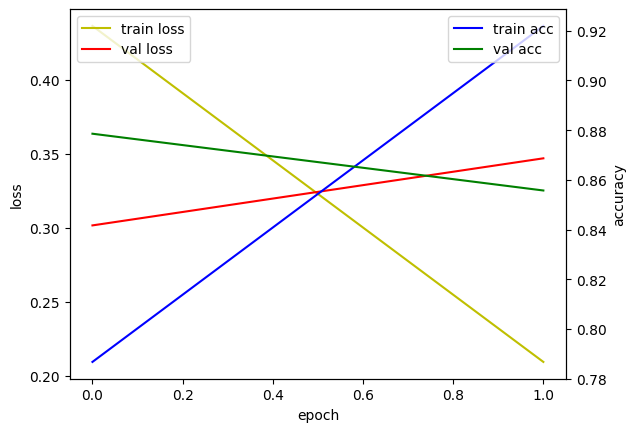 train loss
val loss
train acc
val acc
0.40
0.35
0.30
0.25
0.20
loss
0.92
0.90
0.88
0.86
0.84
0.82
0.80
0.78
accuracy
0.0
0.2
0.4
0.6
0.8
1.0
epoch